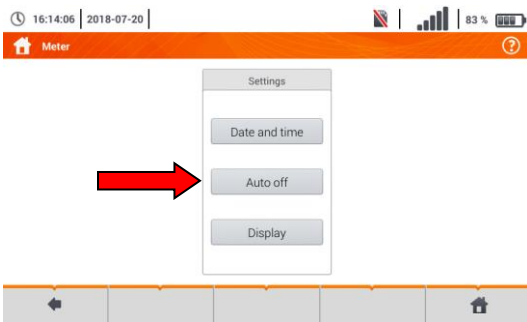 16:14:06 2018-07-20 83 %
Meter ?
Settings
Date and time
Auto off
Display